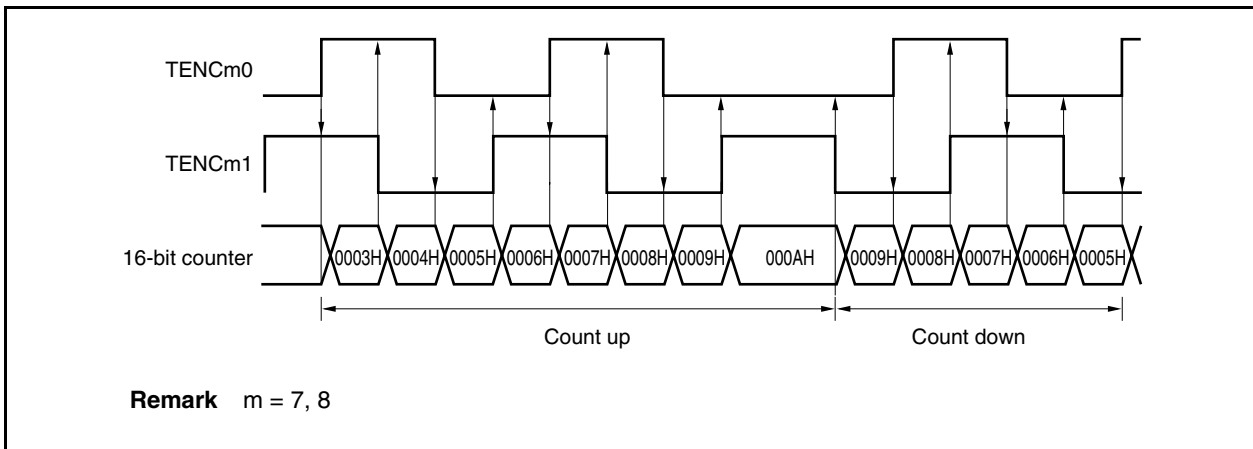 TENCm0
TENCm1
16-bit counter
0003H 0004H 0005H 0006H 0007H 0008H 0009H 000AH 0009H 0008H 0007H 0006H 0005H
Count up
Count down
Remark m = 7, 8